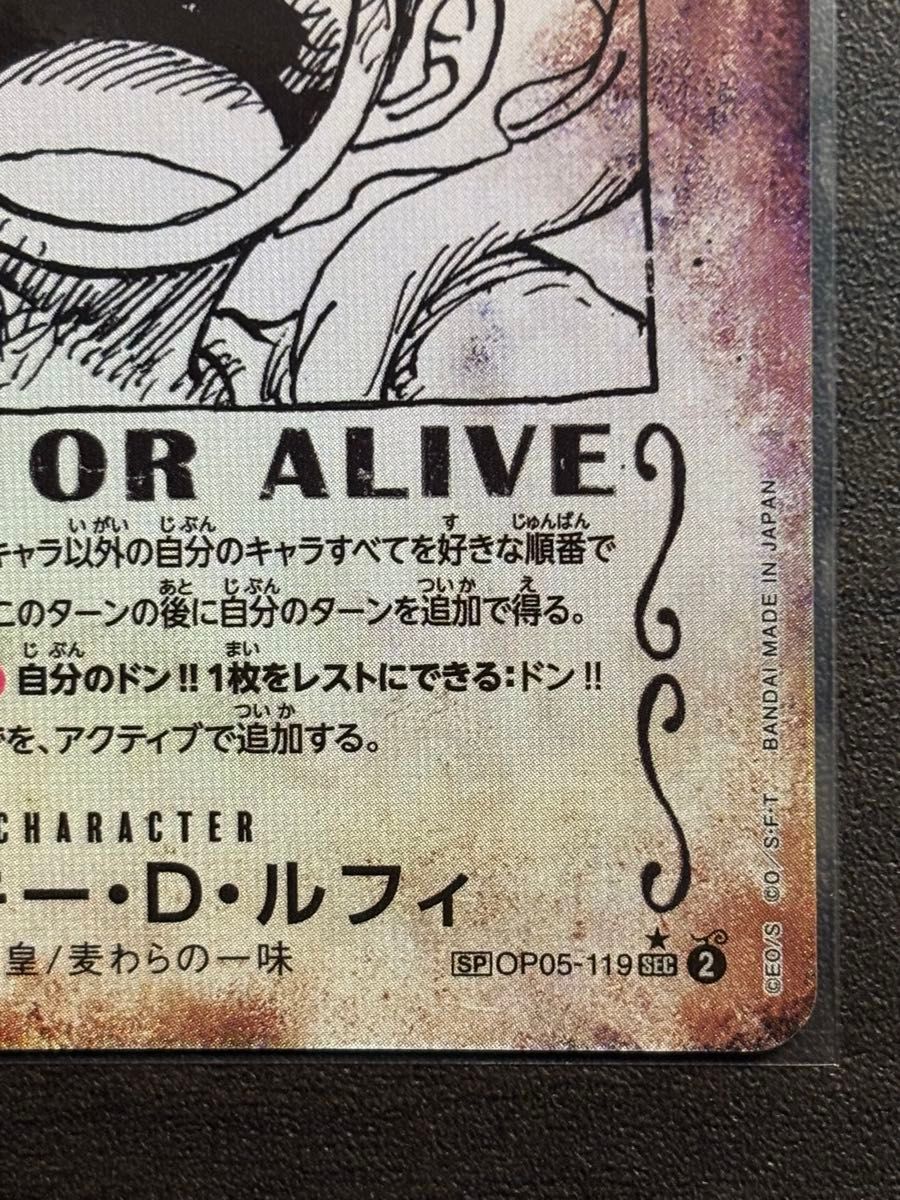 OR ALIVE
キャラ以外の自分のキャラすべてを好きな順番で
このターンの後に自分のターンを追加で得る。
自分のドン!!1枚をレストにできる:ドン!!
を、アクティブで追加する。
CHARACTER
ー・D・ルフィ
皇/麦わらの一味
SP OP05-119 SEC 2
©EO/S ©O/S・F・T BANDAI MADE IN JAPAN